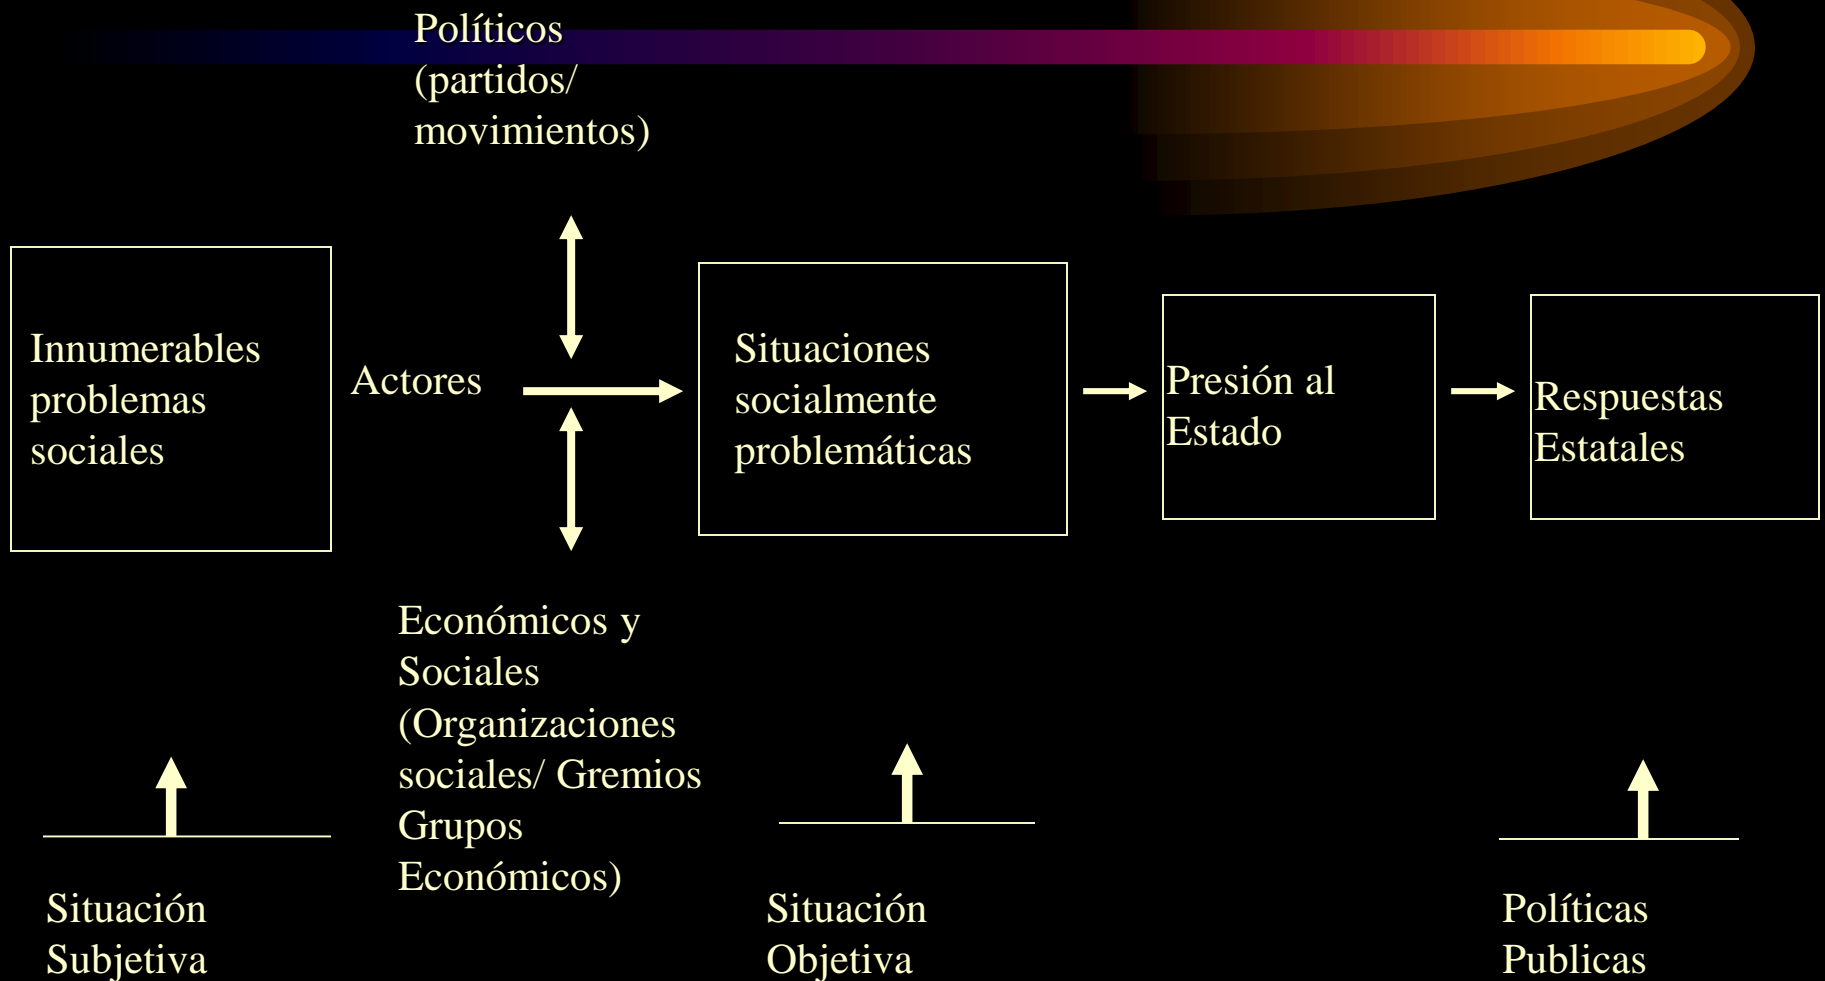 Políticos
(partidos/
movimientos)
Innumerables
problemas
sociales
Actores
Situaciones
socialmente
problemáticas
Presión al
Estado
Respuestas
Estatales
Económicos y
Sociales
(Organizaciones
sociales/ Gremios
Grupos
Económicos)
Situación
Subjetiva
Situación
Objetiva
Políticas
Publicas